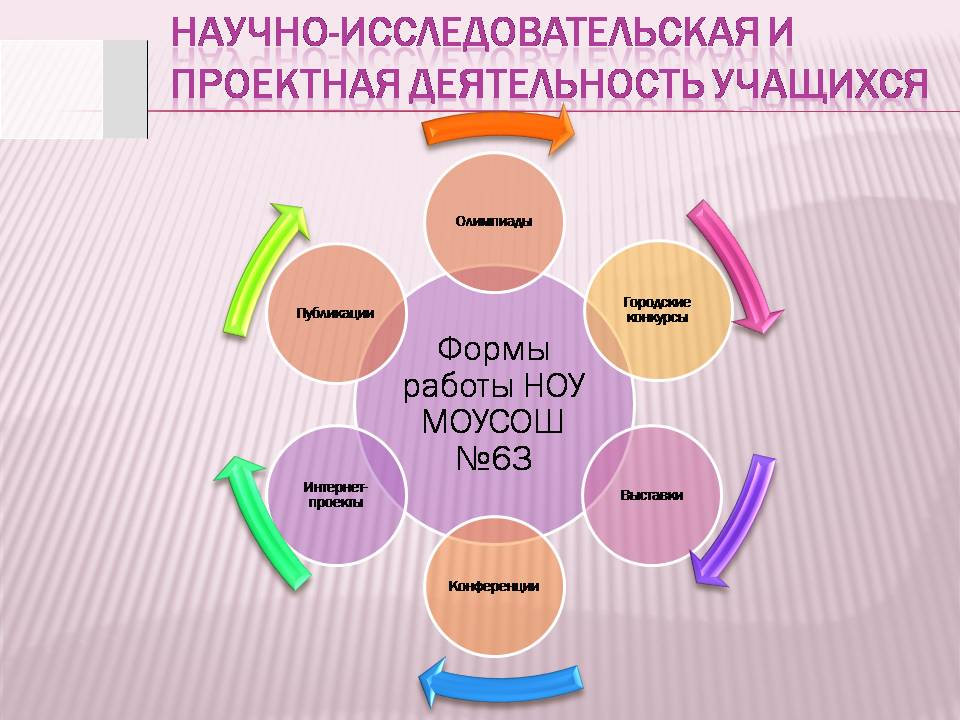 НАУЧНО-ИССЛЕДОВАТЕЛЬСКАЯ И
ПРОЕКТНАЯ ДЕЯТЕЛЬНОСТЬ УЧАЩИХСЯ
Олимпиады
Городские
конкурсы
Выставки
Конференции
Интернет-
проекты
Публикации
Формы
работы НОУ
МОУСОШ
№63